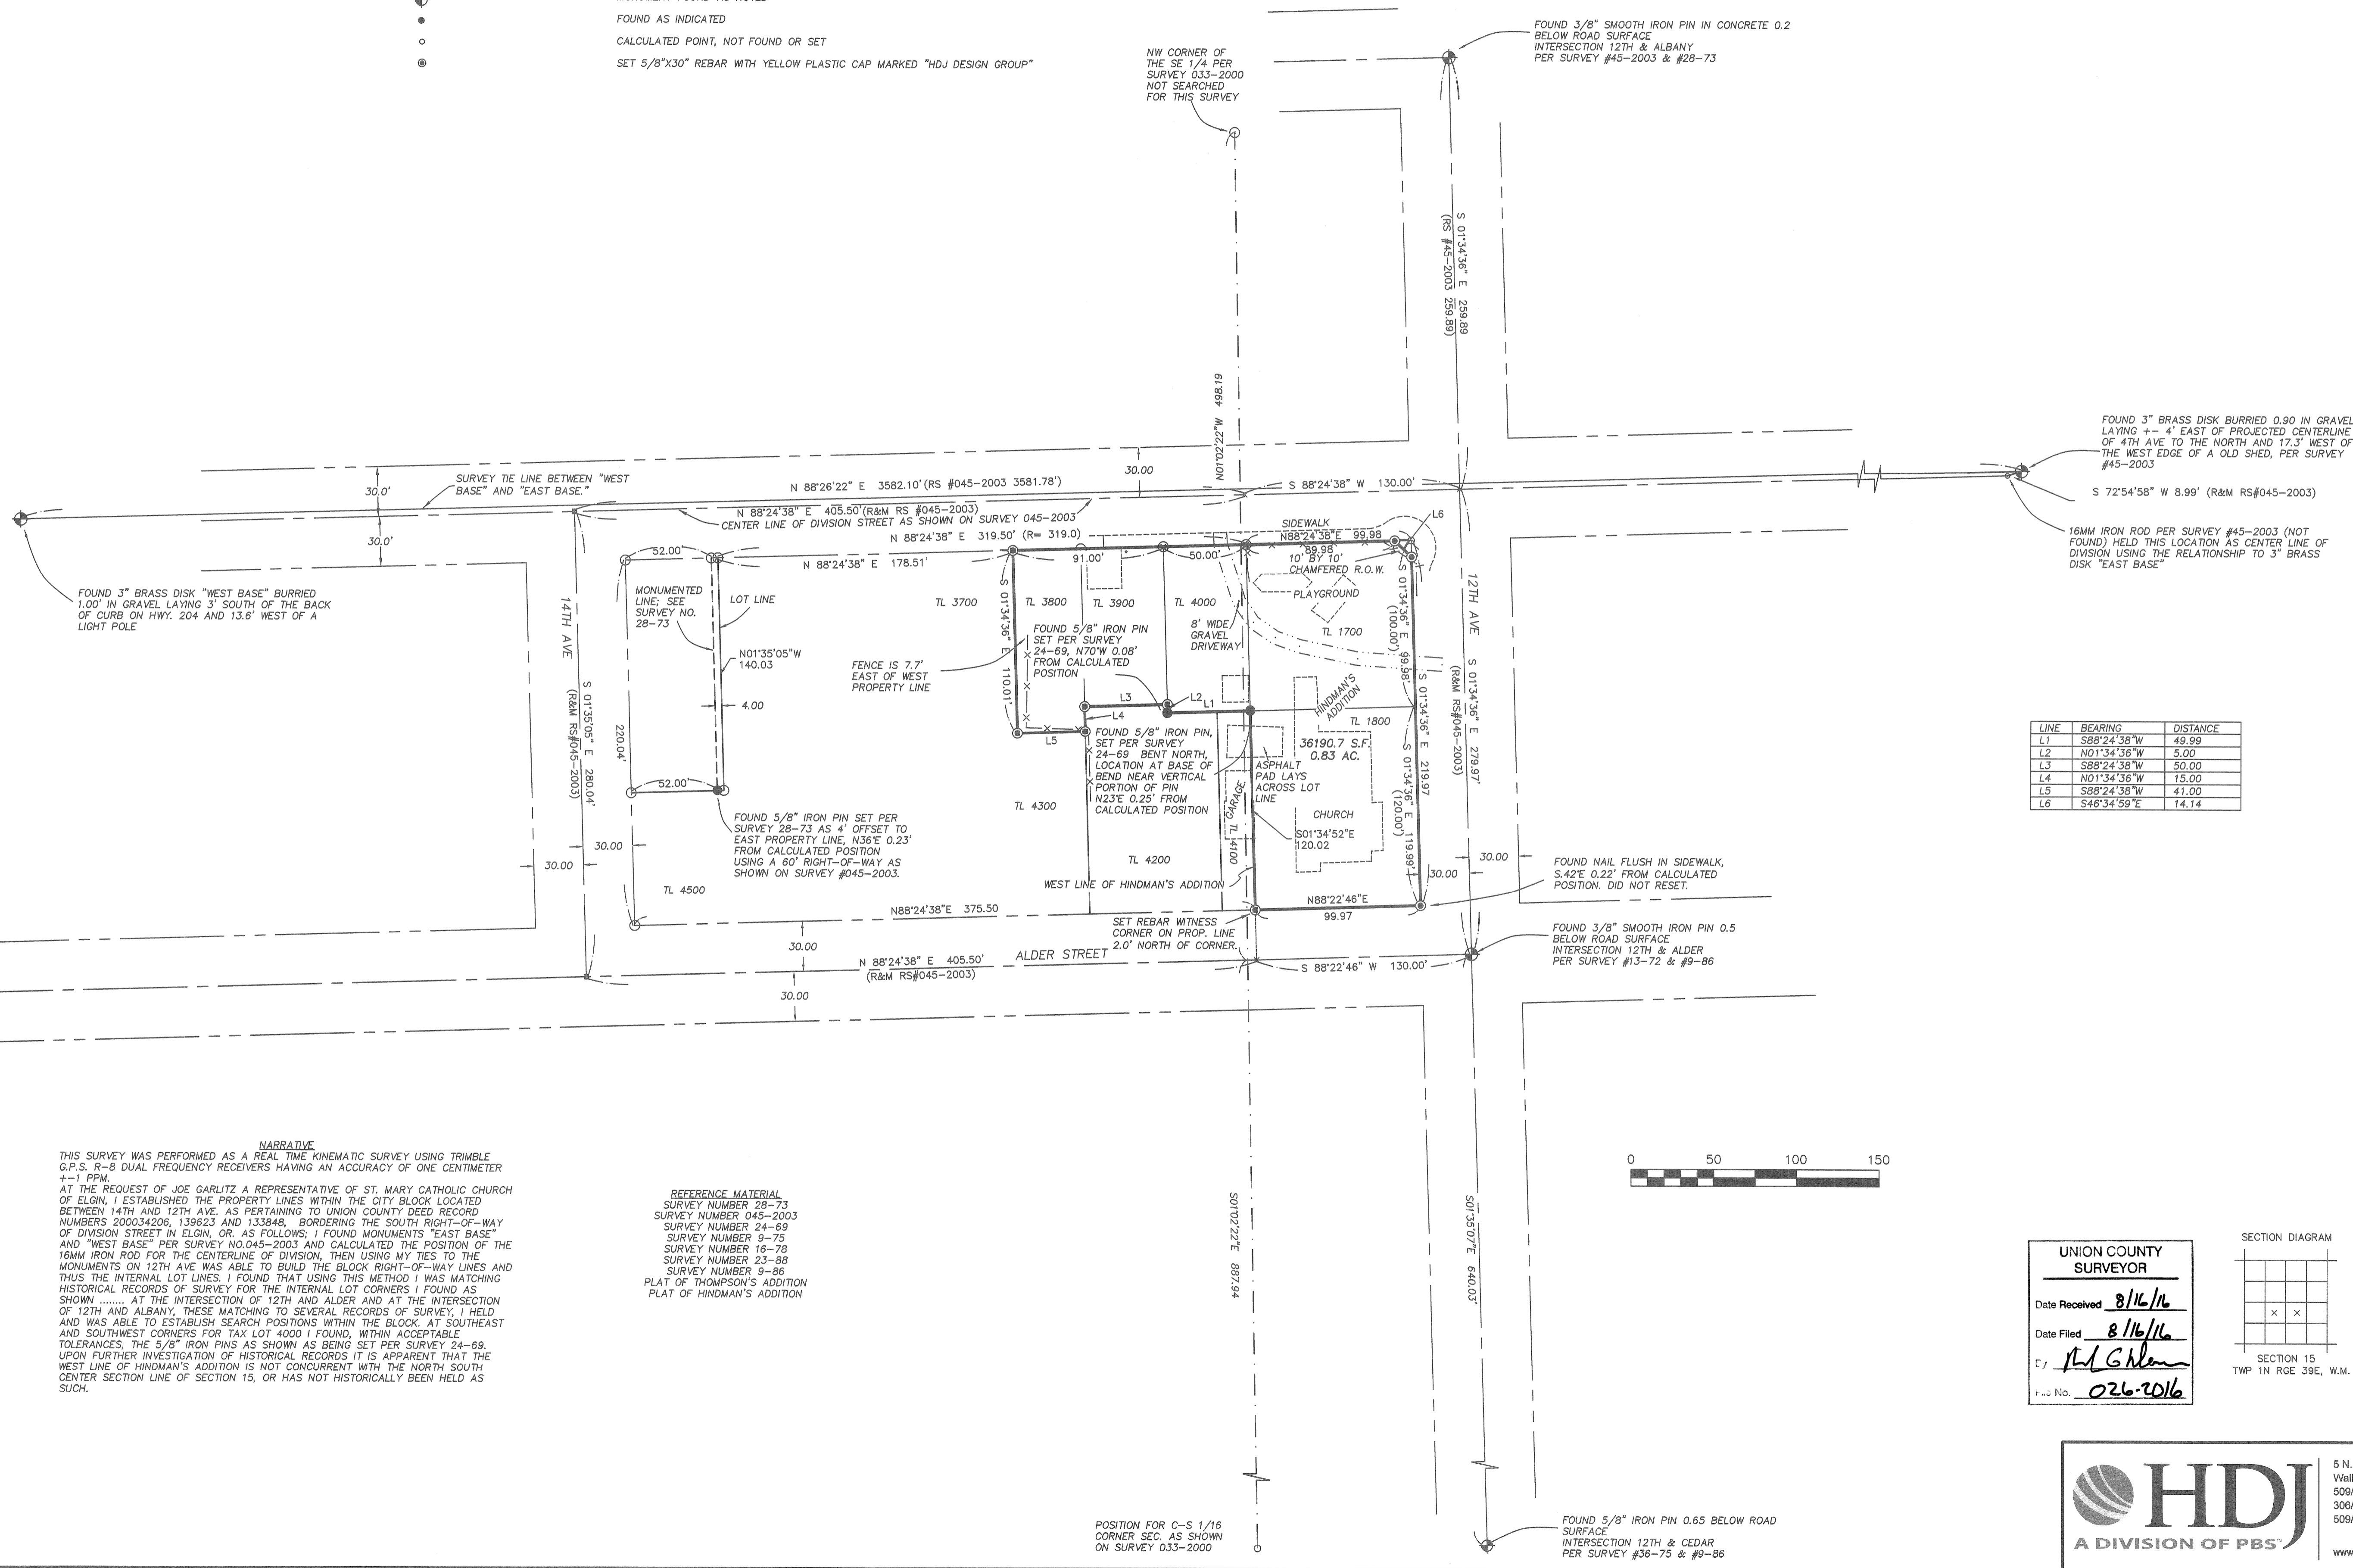 FOUND AS INDICATED
CALCULATED POINT, NOT FOUND OR SET
SET 5/8"X30" REBAR WITH YELLOW PLASTIC CAP MARKED "HDJ DESIGN GROUP"
NW CORNER OF
THE SE 1/4 PER
SURVEY 033-2000
NOT SEARCHED
FOR THIS SURVEY
FOUND 3/8" SMOOTH IRON PIN IN CONCRETE 0.2
BELOW ROAD SURFACE
INTERSECTION 12TH & ALBANY
PER SURVEY #45-2003 & #28-73
S 01°34'36" E 259.89
(RS #45-2003 259.89)
N01°02'22"W 498.19
FOUND 3" BRASS DISK BURRIED 0.90 IN GRAVEL
LAYING +- 4' EAST OF PROJECTED CENTERLINE
OF 4TH AVE TO THE NORTH AND 17.3' WEST OF
THE WEST EDGE OF A OLD SHED, PER SURVEY
#45-2003
S 72°54'58" W 8.99' (R&M RS#045-2003)
16MM IRON ROD PER SURVEY #45-2003 (NOT
FOUND) HELD THIS LOCATION AS CENTER LINE OF
DIVISION USING THE RELATIONSHIP TO 3" BRASS
DISK "EAST BASE"
30.0'
30.0'
SURVEY TIE LINE BETWEEN "WEST
BASE" AND "EAST BASE."
30.00
N 88°26'22" E 3582.10'(RS #045-2003 3581.78')
S 88°24'38" W 130.00'
N 88°24'38" E 405.50'(R&M RS #045-2003)
CENTER LINE OF DIVISION STREET AS SHOWN ON SURVEY 045-2003
N 88°24'38" E 319.50' (R= 319.0)
SIDEWALK
L6
N88°24'38"E 99.98
89.98
52.00'
N 88°24'38" E 178.51'
91.00'
50.00'
10' BY 10'
CHAMFERED R.O.W.
FOUND 3" BRASS DISK "WEST BASE" BURRIED
1.00' IN GRAVEL LAYING 3' SOUTH OF THE BACK
OF CURB ON HWY. 204 AND 13.6' WEST OF A
LIGHT POLE
14TH AVE
MONUMENTED
LINE; SEE
SURVEY NO.
28-73
LOT LINE
N01°35'05"W
140.03
4.00
TL 3700
S 01°34'36" E 110.01'
TL 3800
TL 3900
TL 4000
PLAYGROUND
TL 1700
8' WIDE
GRAVEL
DRIVEWAY
FOUND 5/8" IRON PIN
SET PER SURVEY
24-69, N70°W 0.08'
FROM CALCULATED
POSITION
FENCE IS 7.7'
EAST OF WEST
PROPERTY LINE
S 01°34'36" E 99.98'
(100.00')
12TH AVE
S 01°34'36" E 279.97'
(R&M RS#045-2003)
L3
L2
L1
L4
L5
HINDMAN'S
ADDITION
TL 1800
S 01°34'36" E 219.97
S 01°34'36" E 119.99'
(120.00')
S 01°35'05" E 280.04'
(R&M RS#045-2003)
220.04'
52.00'
FOUND 5/8" IRON PIN,
SET PER SURVEY
24-69 BENT NORTH,
LOCATION AT BASE OF
BEND NEAR VERTICAL
PORTION OF PIN
N23°E 0.25' FROM
CALCULATED POSITION
36190.7 S.F.
0.83 AC.
ASPHALT
PAD LAYS
ACROSS LOT
LINE
GARAGE
TL 4100
CHURCH
S01°34'52"E
120.02
TL 4300
FOUND 5/8" IRON PIN SET PER
SURVEY 28-73 AS 4' OFFSET TO
EAST PROPERTY LINE, N36°E 0.23'
FROM CALCULATED POSITION
USING A 60' RIGHT-OF-WAY AS
SHOWN ON SURVEY #045-2003.
LINE BEARING DISTANCE
L1 S88°24'38"W 49.99
L2 N01°34'36"W 5.00
L3 S88°24'38"W 50.00
L4 N01°34'36"W 15.00
L5 S88°24'38"W 41.00
L6 S46°34'59"E 14.14
30.00
30.00
TL 4500
TL 4200
WEST LINE OF HINDMAN'S ADDITION
30.00
30.00
FOUND NAIL FLUSH IN SIDEWALK,
S.42°E 0.22' FROM CALCULATED
POSITION. DID NOT RESET.
N88°24'38"E 375.50
N88°22'46"E
99.97
SET REBAR WITNESS
CORNER ON PROP. LINE
2.0' NORTH OF CORNER.
30.00
ALDER STREET
N 88°24'38" E 405.50'
(R&M RS#045-2003)
S 88°22'46" W 130.00'
30.00
FOUND 3/8" SMOOTH IRON PIN 0.5
BELOW ROAD SURFACE
INTERSECTION 12TH & ALDER
PER SURVEY #13-72 & #9-86
NARRATIVE
THIS SURVEY WAS PERFORMED AS A REAL TIME KINEMATIC SURVEY USING TRIMBLE
G.P.S. R-8 DUAL FREQUENCY RECEIVERS HAVING AN ACCURACY OF ONE CENTIMETER
+-1 PPM.
AT THE REQUEST OF JOE GARLITZ A REPRESENTATIVE OF ST. MARY CATHOLIC CHURCH
OF ELGIN, I ESTABLISHED THE PROPERTY LINES WITHIN THE CITY BLOCK LOCATED
BETWEEN 14TH AND 12TH AVE. AS PERTAINING TO UNION COUNTY DEED RECORD
NUMBERS 200034206, 139623 AND 133848, BORDERING THE SOUTH RIGHT-OF-WAY
OF DIVISION STREET IN ELGIN, OR. AS FOLLOWS; I FOUND MONUMENTS "EAST BASE"
AND "WEST BASE" PER SURVEY NO.045-2003 AND CALCULATED THE POSITION OF THE
16MM IRON ROD FOR THE CENTERLINE OF DIVISION, THEN USING MY TIES TO THE
MONUMENTS ON 12TH AVE WAS ABLE TO BUILD THE BLOCK RIGHT-OF-WAY LINES AND
THUS THE INTERNAL LOT LINES. I FOUND THAT USING THIS METHOD I WAS MATCHING
HISTORICAL RECORDS OF SURVEY FOR THE INTERNAL LOT CORNERS I FOUND AS
SHOWN ........ AT THE INTERSECTION OF 12TH AND ALDER AND AT THE INTERSECTION
OF 12TH AND ALBANY, THESE MATCHING TO SEVERAL RECORDS OF SURVEY, I HELD
AND WAS ABLE TO ESTABLISH SEARCH POSITIONS WITHIN THE BLOCK. AT SOUTHEAST
AND SOUTHWEST CORNERS FOR TAX LOT 4000 I FOUND, WITHIN ACCEPTABLE
TOLERANCES, THE 5/8" IRON PINS AS SHOWN AS BEING SET PER SURVEY 24-69.
UPON FURTHER INVESTIGATION OF HISTORICAL RECORDS IT IS APPARENT THAT THE
WEST LINE OF HINDMAN'S ADDITION IS NOT CONCURRENT WITH THE NORTH SOUTH
CENTER SECTION LINE OF SECTION 15, OR HAS NOT HISTORICALLY BEEN HELD AS
SUCH.
REFERENCE MATERIAL
SURVEY NUMBER 28-73
SURVEY NUMBER 045-2003
SURVEY NUMBER 24-69
SURVEY NUMBER 9-75
SURVEY NUMBER 16-78
SURVEY NUMBER 23-88
SURVEY NUMBER 9-86
PLAT OF THOMPSON'S ADDITION
PLAT OF HINDMAN'S ADDITION
S01°02'22"E 887.94
S01°35'07"E 640.03'
0 50 100 150
UNION COUNTY
SURVEYOR
Date Received 8/16/16
Date Filed 8/16/16
No. 026-2016
SECTION DIAGRAM
SECTION 15
TWP 1N RGE 39E, W.M.
POSITION FOR C-S 1/16
CORNER SEC. AS SHOWN
ON SURVEY 033-2000
FOUND 5/8" IRON PIN 0.65 BELOW ROAD
SURFACE
INTERSECTION 12TH & CEDAR
PER SURVEY #36-75 & #9-86
HDJ
A DIVISION OF PBS
5 N.
509/
306/
509/
www